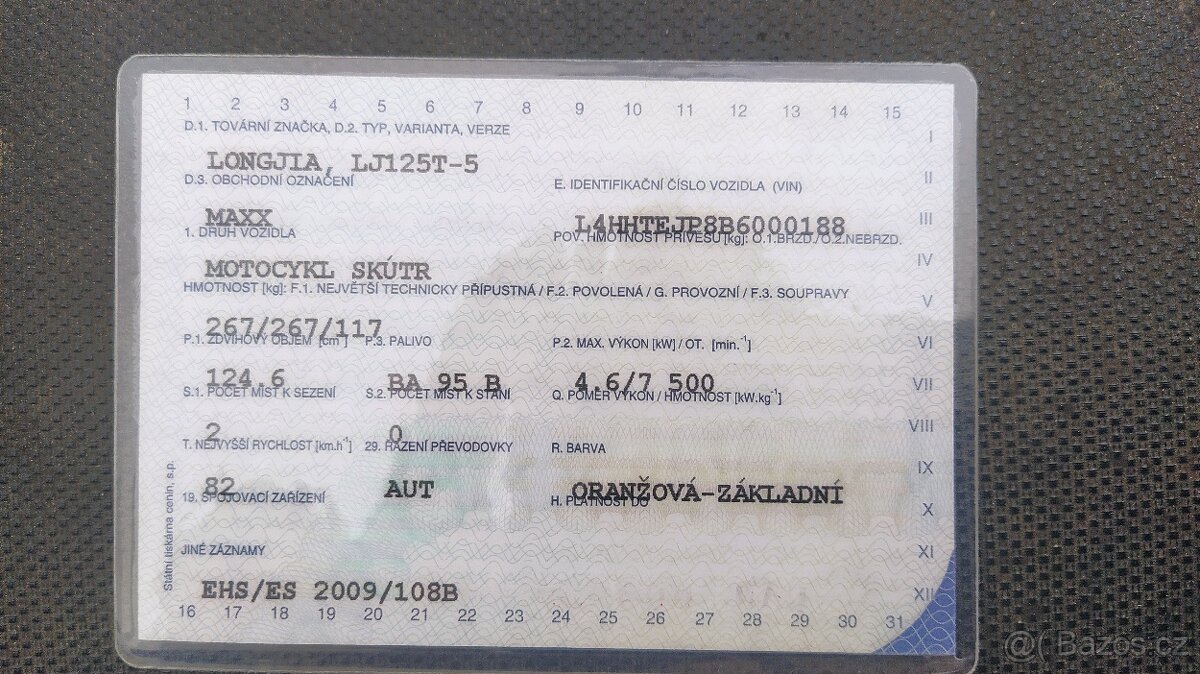 1 2 3 4 5 6 7 8 9 10 11 12 13 14 15
D.1. TOVÁRNÍ ZNAČKA, D.2. TYP, VARIANTA, VERZE
I
LONGJIA, LJ125T-5
D.3. OBCHODNÍ OZNAČENÍ E. IDENTIFIKAČNÍ ČÍSLO VOZIDLA (VIN)
II
MAXX L4HHTEJP8B6000188
III
1. DRUH VOZIDLA POV. HMOTNOST PŘÍVĚSU [kg]: O.1.BRZD./O.2.NEBRZD.
MOTOCYKL SKÚTR
IV
HMOTNOST [kg]: F.1. NEJVĚTŠÍ TECHNICKY PŘÍPUSTNÁ / F.2. POVOLENÁ / G. PROVOZNÍ / F.3. SOUPRAVY
V
267/267/117
P.1. ZDVIHOVÝ OBJEM [cm³] P.3. PALIVO P.2. MAX. VÝKON [kW] / OT. [min.-1]
VI
124.6 BA 95 B 4.6/7 500
VII
S.1. POČET MÍST K SEZENÍ S.2. POČET MÍST K STÁNÍ Q. POMĚR VÝKON / HMOTNOST [kW.kg-1]
2 0
VIII
T. NEJVYŠŠÍ RYCHLOST [km.h-1] 29. ŘAZENÍ PŘEVODOVKY R. BARVA
IX
82 AUT ORANŽOVÁ-ZÁKLADNÍ
19. SPOJOVACÍ ZAŘÍZENÍ H. PLATNOST DO
X
JINÉ ZÁZNAMY
XI
EHS/ES 2009/108B
XII
16 17 18 19 20 21 22 23 24 25 26 27 28 29 30 31
Státní tiskárna cenin, s.p.
Bazos.cz